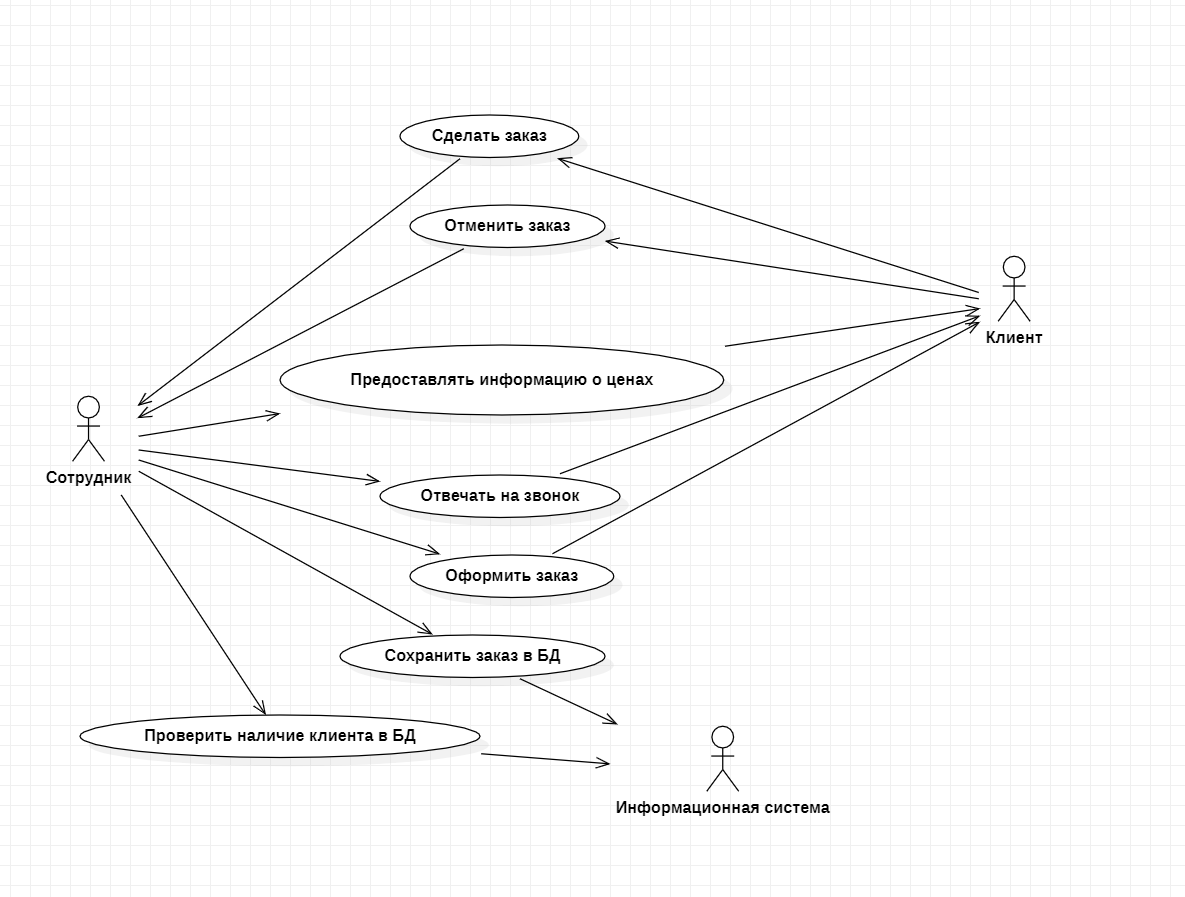 Сделать заказ
Отменить заказ
Клиент
Предоставлять информацию о ценах
Сотрудник
Отвечать на звонок
Оформить заказ
Сохранить заказ в БД
Проверить наличие клиента в БД
Информационная система